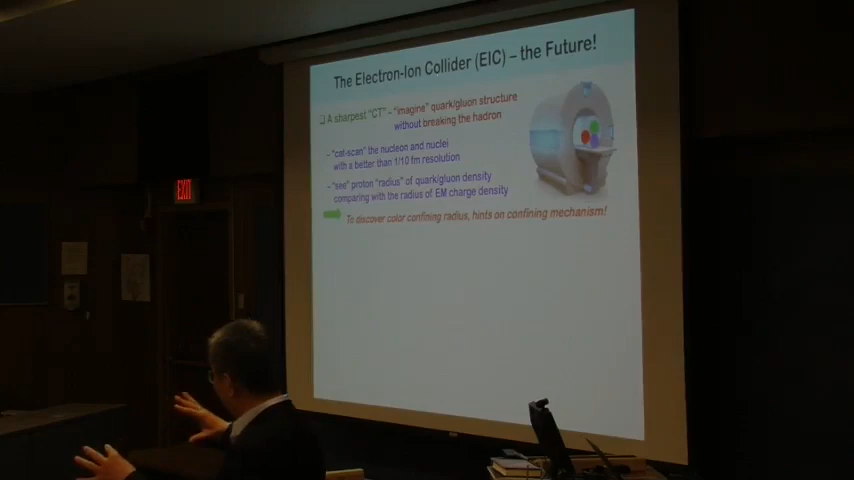 The Electron-Ion Collider (EIC) – the Future!
❑ A sharpest "CT" – "imagine" quark/gluon structure
without breaking the hadron
– "cat-scan" the nucleon and nuclei
with a better than 1/10 fm resolution
– "see" proton "radius" of quark/gluon density
comparing with the radius of EM charge density
To discover color confining radius, hints on confining mechanism!
EXIT